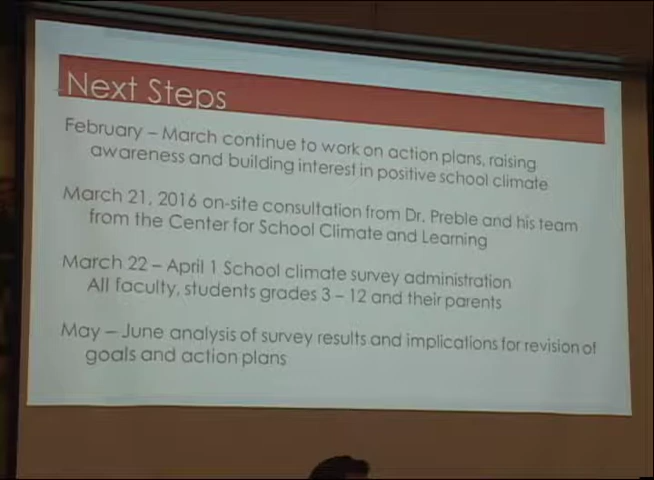 Next Steps
February – March continue to work on action plans, raising
awareness and building interest in positive school climate
March 21, 2016 on-site consultation from Dr. Preble and his team
from the Center for School Climate and Learning
March 22 – April 1 School climate survey administration
All faculty, students grades 3 – 12 and their parents
May – June analysis of survey results and implications for revision of
goals and action plans